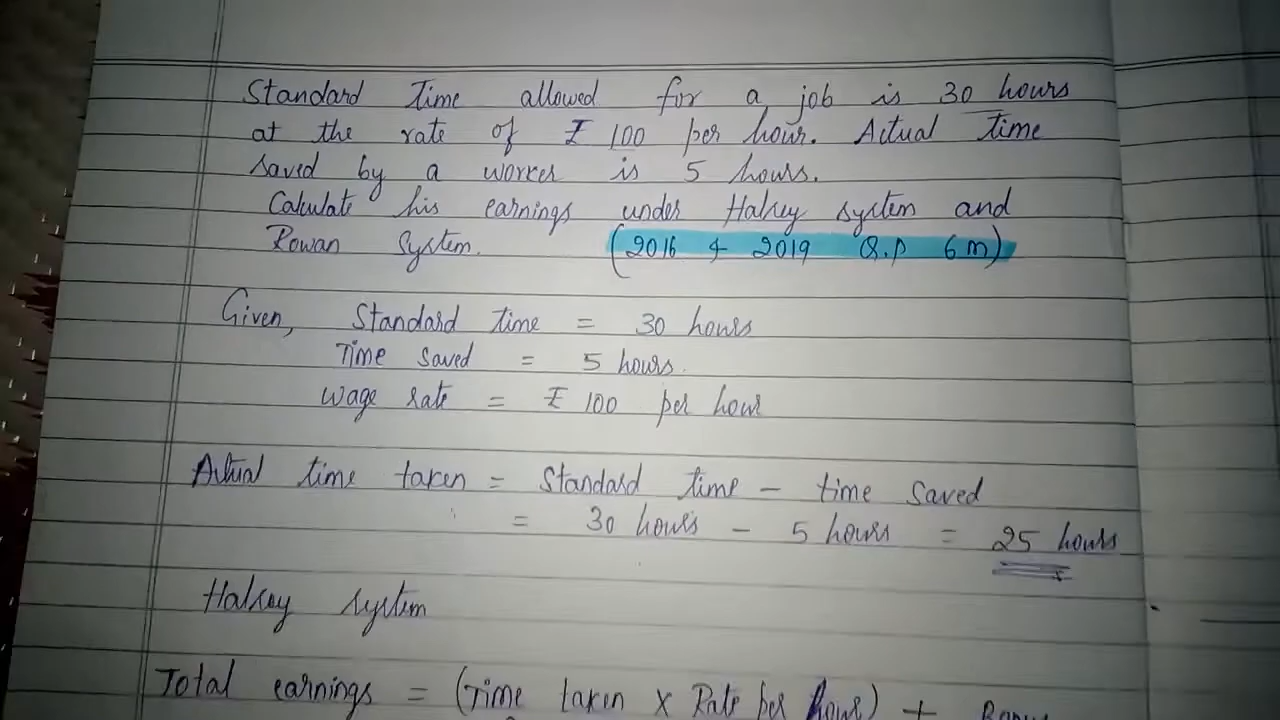 Standard Time allowed for a job is 30 hours
at the rate of ₹ 100 per hour. Actual Time
saved by a worker is 5 hours.
Calculate his earnings under Halsey system and
Rowan System. (2016 & 2019 Q.P 6m)
Given, Standard time = 30 hours
Time saved = 5 hours.
Wage rate = ₹ 100 per hour
Actual time taken = Standard time - time saved
= 30 hours - 5 hours = 25 hours
Halsey system
Total earnings = (Time taken x Rate per hour) + Bonus